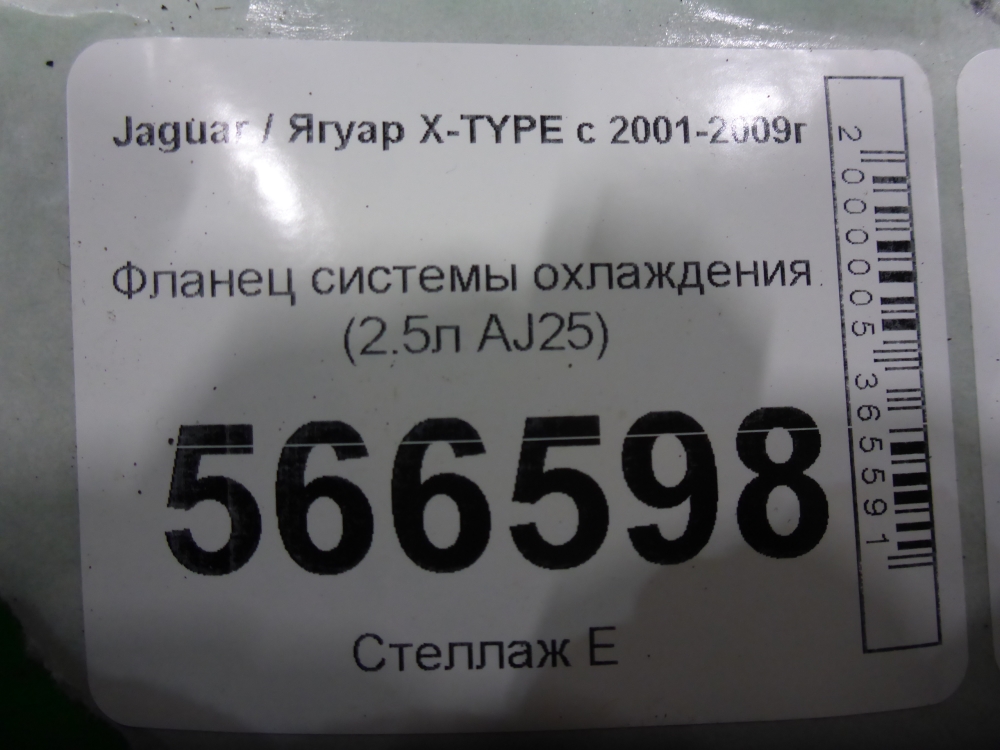 Jaguar / Ягуар X-TYPE с 2001-2009г
Фланец системы охлаждения
(2.5л AJ25)
566598
Стеллаж Е
2000005365591